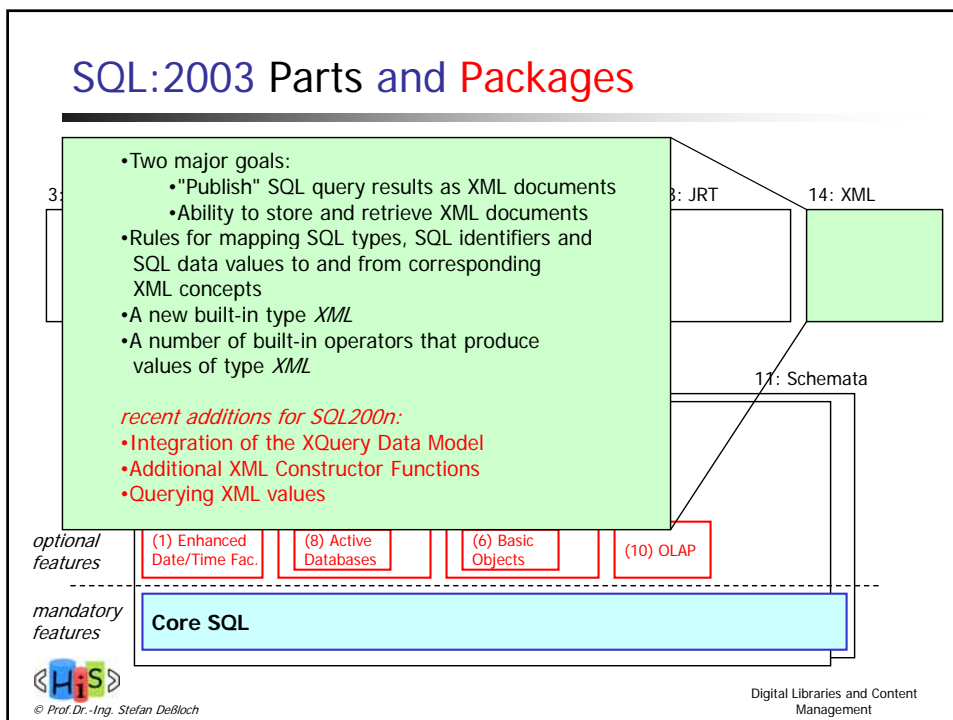 SQL:2003 Parts and Packages
•Two major goals:
•"Publish" SQL query results as XML documents
•Ability to store and retrieve XML documents
•Rules for mapping SQL types, SQL identifiers and
SQL data values to and from corresponding
XML concepts
•A new built-in type XML
•A number of built-in operators that produce
values of type XML
recent additions for SQL200n:
•Integration of the XQuery Data Model
•Additional XML Constructor Functions
•Querying XML values
3:
: JRT
14: XML
11: Schemata
optional
features
(1) Enhanced
Date/Time Fac.
(8) Active
Databases
(6) Basic
Objects
(10) OLAP
mandatory
features
Core SQL
<HiS>
© Prof.Dr.-Ing. Stefan Deßloch
Digital Libraries and Content
Management